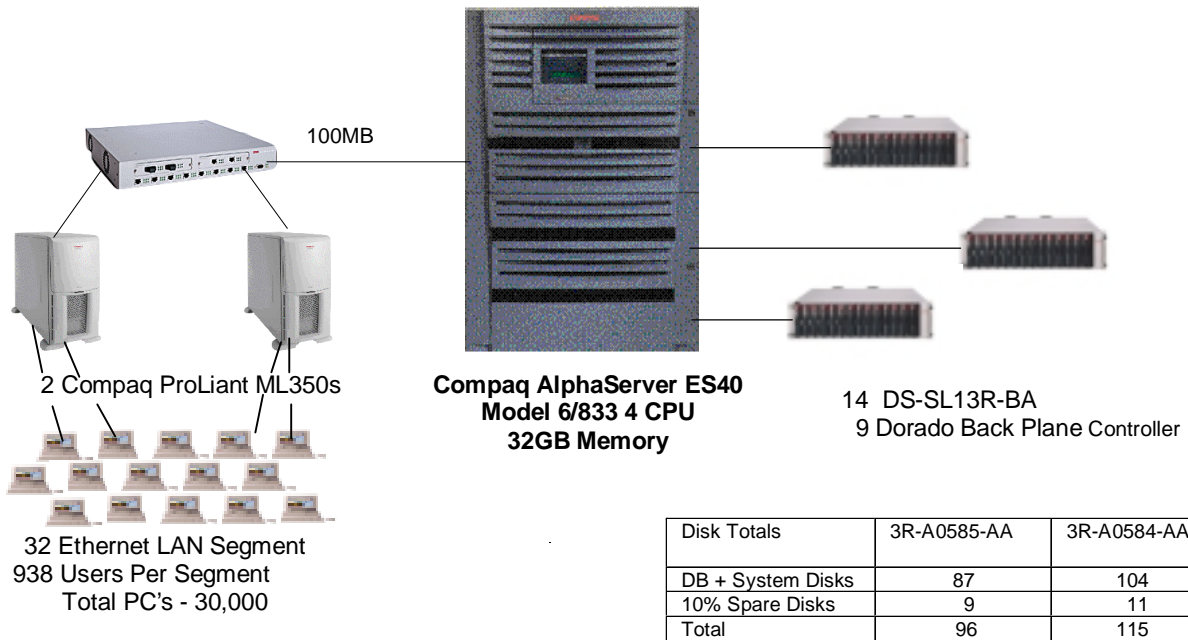 100MB
2 Compaq ProLiant ML350s
Compaq AlphaServer ES40
Model 6/833 4 CPU
32GB Memory
14 DS-SL13R-BA
9 Dorado Back Plane Controller
32 Ethernet LAN Segment
938 Users Per Segment
Total PC's - 30,000
Disk Totals 3R-A0585-AA 3R-A0584-AA
DB + System Disks 87 104
10% Spare Disks 9 11
Total 96 115